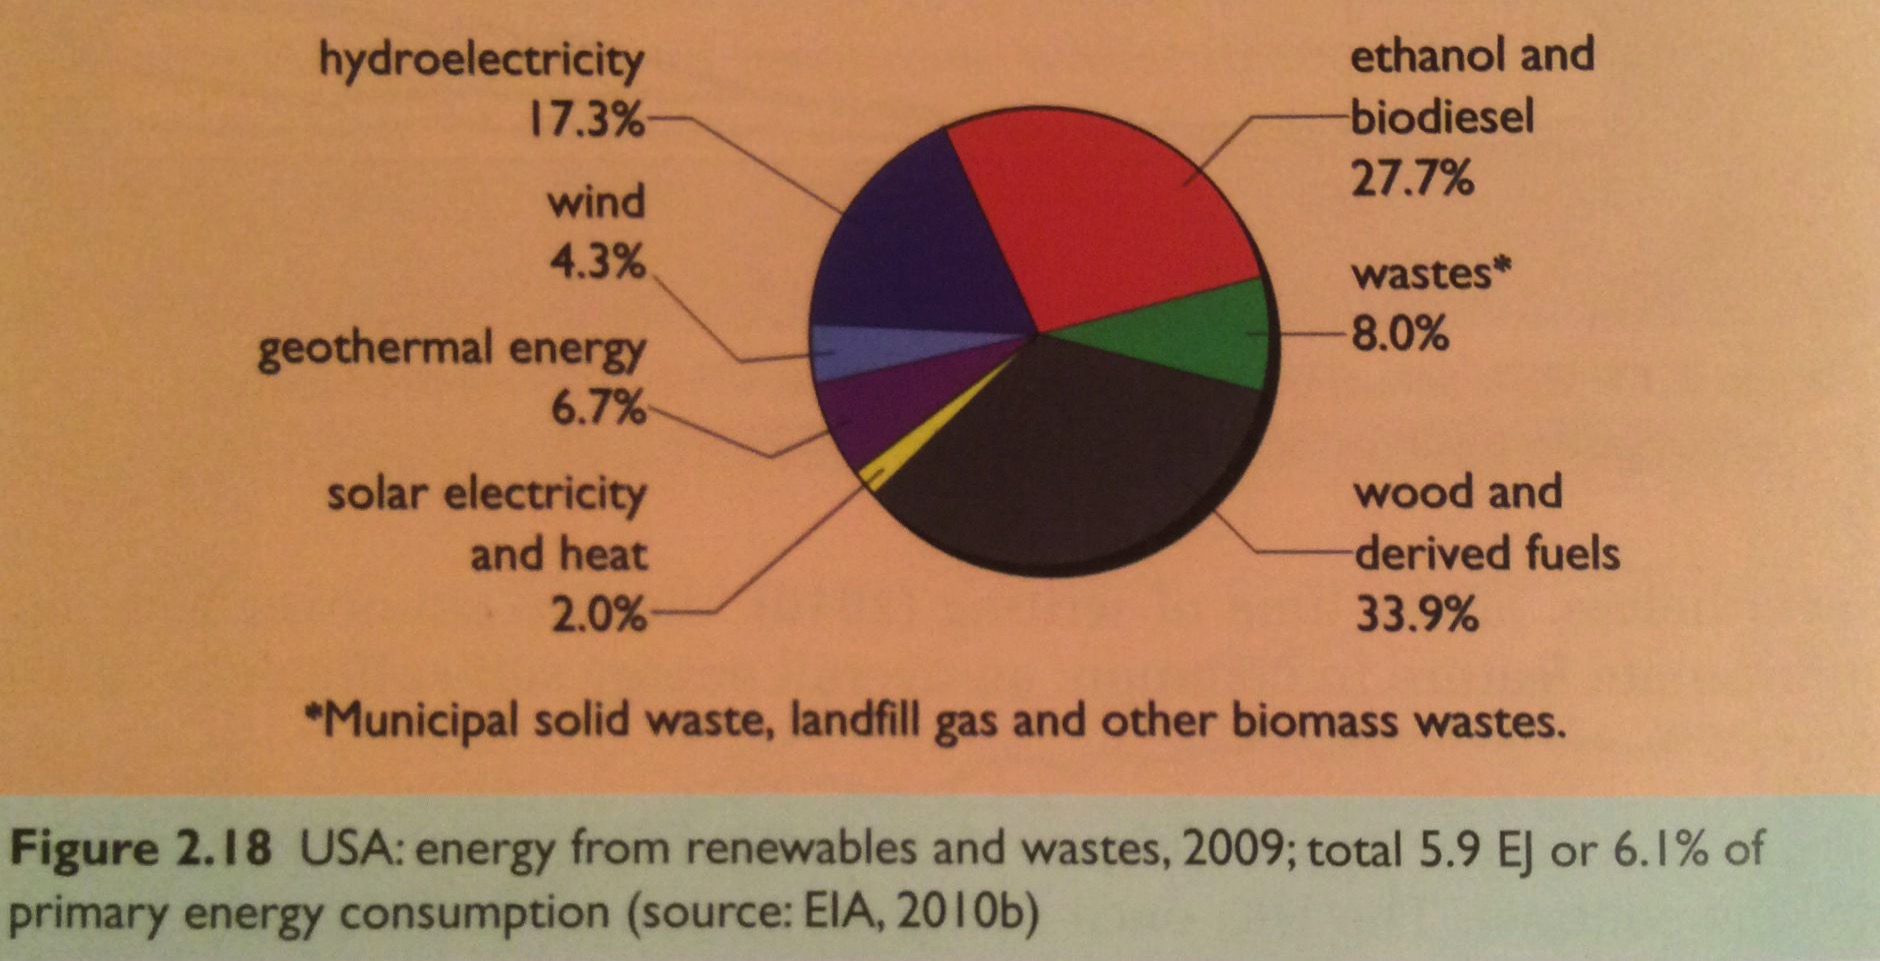 hydroelectricity
17.3%
wind
4.3%
geothermal energy
6.7%
solar electricity
and heat
2.0%
ethanol and
biodiesel
27.7%
wastes*
8.0%
wood and
derived fuels
33.9%
*Municipal solid waste, landfill gas and other biomass wastes.
Figure 2.18 USA: energy from renewables and wastes, 2009; total 5.9 EJ or 6.1% of
primary energy consumption (source: EIA, 2010b)